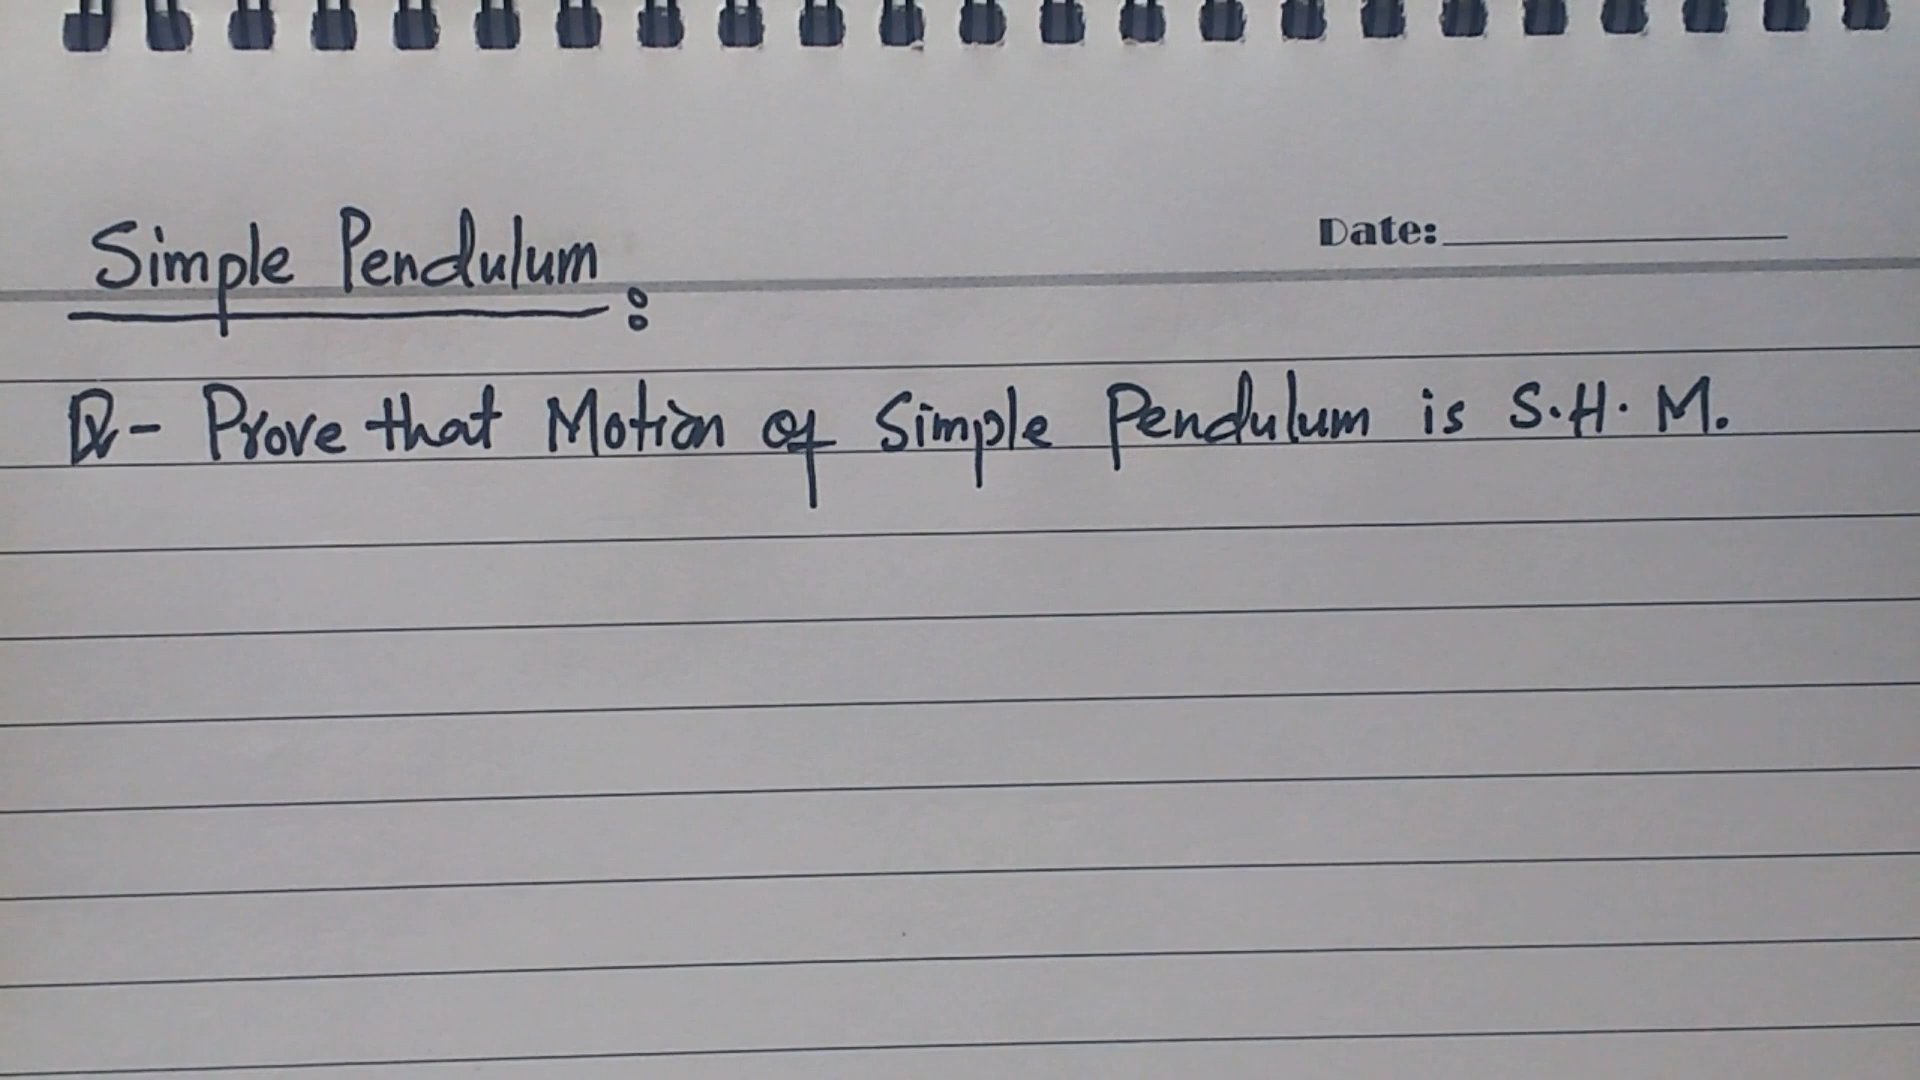 Date:
Simple Pendulum :
Q- Prove that Motion of Simple Pendulum is S.H.M.